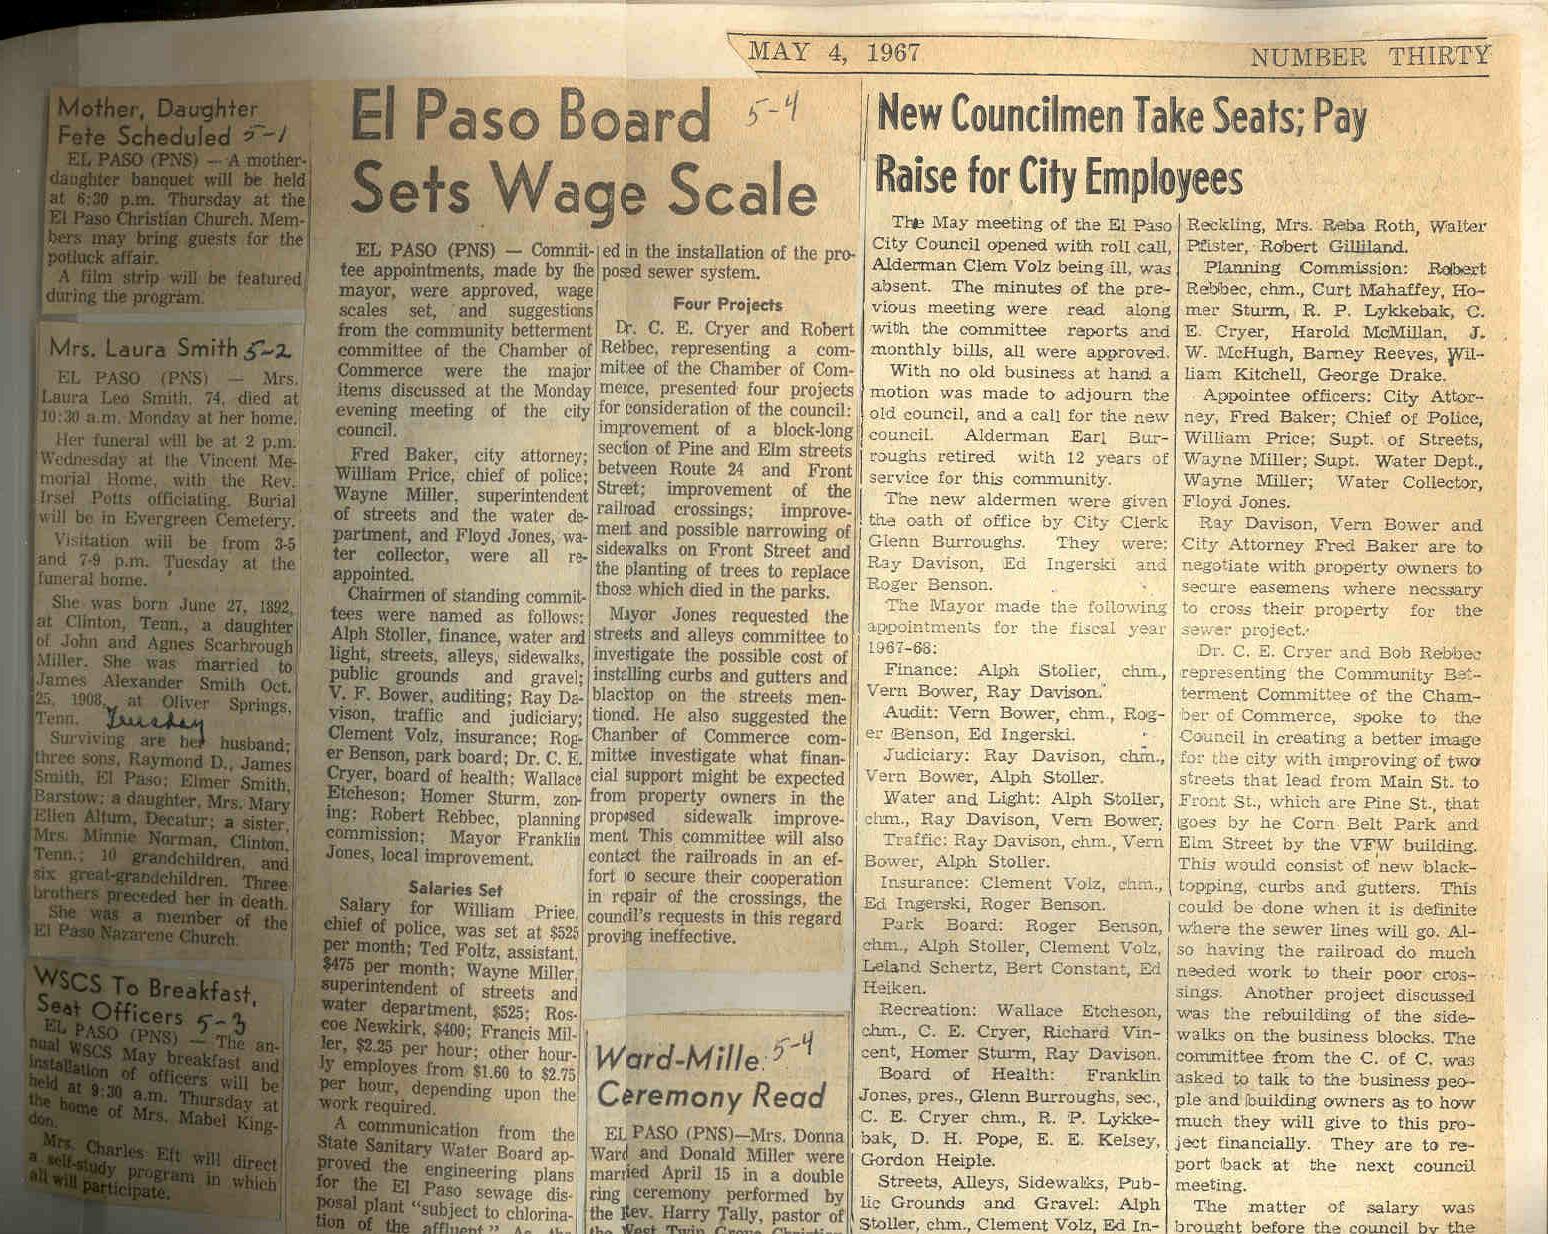 MAY 4, 1967
NUMBER THIRTY
Mother, Daughter
Fete Scheduled 5-1
EL PASO (PNS) — A mother-
daughter banquet will be held
at 6:30 p.m. Thursday at the
El Paso Christian Church. Mem-
bers may bring guests for the
potluck affair.
A film strip will be featured
during the program.
Mrs. Laura Smith 5-2
EL PASO (PNS) — Mrs.
Laura Leo Smith, 74, died at
10:30 a.m. Monday at her home.
Her funeral will be at 2 p.m.
Wednesday at the Vincent Me-
morial Home, with the Rev.
Irsel Potts officiating. Burial
will be in Evergreen Cemetery.
Visitation will be from 3-5
and 7-9 p.m. Tuesday at the
funeral home.
She was born June 27, 1892,
at Clinton, Tenn., a daughter
of John and Agnes Scarbrough
Miller. She was married to
James Alexander Smith Oct.
25, 1908, at Oliver Springs,
Tenn. Tuesday
Surviving are her husband;
three sons, Raymond D., James
Smith, El Paso; Elmer Smith,
Barstow; a daughter, Mrs. Mary
Ellen Altum, Decatur; a sister,
Mrs. Minnie Norman, Clinton,
Tenn.; 10 grandchildren, and
six great-grandchildren. Three
brothers preceded her in death.
She was a member of the
El Paso Nazarene Church.
WSCS To Breakfast,
Seat Officers 5-3
EL PASO (PNS) — The an-
nual WSCS May breakfast and
installation of officers will be
held at 9:30 a.m. Thursday at
the home of Mrs. Mabel King-
don.
Mrs. Charles Eft will direct
a self-study program in which
all will participate.
El Paso Board 5-4
Sets Wage Scale
EL PASO (PNS) — Commit-
tee appointments, made by the
mayor, were approved, wage
scales set, and suggestions
from the community betterment
committee of the Chamber of
Commerce were the major
items discussed at the Monday
evening meeting of the city
council.
Fred Baker, city attorney;
William Price, chief of police;
Wayne Miller, superintendent
of streets and the water de-
partment, and Floyd Jones, wa-
ter collector, were all re-
appointed.
Chairmen of standing commit-
tees were named as follows:
Alph Stoller, finance, water and
light, streets, alleys, sidewalks,
public grounds and gravel;
V. F. Bower, auditing; Ray Da-
vison, traffic and judiciary;
Clement Volz, insurance; Rog-
er Benson, park board; Dr. C. E.
Cryer, board of health; Wallace
Etcheson; Homer Sturm, zon-
ing; Robert Rebbec, planning
commission; Mayor Franklin
Jones, local improvement.
Salaries Set
Salary for William Priee,
chief of police, was set at $525
per month; Ted Foltz, assistant,
$475 per month; Wayne Miller,
superintendent of streets and
water department, $525; Ros-
coe Newkirk, $400; Francis Mil-
ler, $2.25 per hour; other hour-
ly employes from $1.60 to $2.75
per hour, depending upon the
work required.
A communication from the
State Sanitary Water Board ap-
proved the engineering plans
for the El Paso sewage dis-
posal plant "subject to chlorina-
tion of the affluent." As the
ed in the installation of the pro-
posed sewer system.
Four Projects
Dr. C. E. Cryer and Robert
Rebbec, representing a com-
mittee of the Chamber of Com-
merce, presented four projects
for consideration of the council:
improvement of a block-long
section of Pine and Elm streets
between Route 24 and Front
Street; improvement of the
railroad crossings; improve-
ment and possible narrowing of
sidewalks on Front Street and
the planting of trees to replace
those which died in the parks.
Mayor Jones requested the
streets and alleys committee to
investigate the possible cost of
installing curbs and gutters and
blacktop on the streets men-
tioned. He also suggested the
Chamber of Commerce com-
mittee investigate what finan-
cial support might be expected
from property owners in the
proposed sidewalk improve-
ment This committee will also
contact the railroads in an ef-
fort to secure their cooperation
in repair of the crossings, the
council's requests in this regard
proving ineffective.
Ward-Mille 5-4
Ceremony Read
EL PASO (PNS)—Mrs. Donna
Ward and Donald Miller were
married April 15 in a double
ring ceremony performed by
the Rev. Harry Tally, pastor of
the West Twin Grove Christian
New Councilmen Take Seats; Pay
Raise for City Employees
The May meeting of the El Paso
City Council opened with roll call,
Alderman Clem Volz being ill, was
absent. The minutes of the pre-
vious meeting were read along
with the committee reports and
monthly bills, all were approved.
With no old business at hand a
motion was made to adjourn the
old council, and a call for the new
council. Alderman Earl Bur-
roughs retired with 12 years of
service for this community.
The new aldermen were given
the oath of office by City Clerk
Glenn Burroughs. They were:
Ray Davison, Ed Ingerski and
Roger Benson.
The Mayor made the following
appointments for the fiscal year
1967-68:
Finance: Alph Stoller, chm.,
Vern Bower, Ray Davison.
Audit: Vern Bower, chm., Rog-
er Benson, Ed Ingerski.
Judiciary: Ray Davison, chm.,
Vern Bower, Alph Stoller.
Water and Light: Alph Stoller,
chm., Ray Davison, Vern Bower,
Traffic: Ray Davison, chm., Vern
Bower, Alph Stoller.
Insurance: Clement Volz, chm.,
Ed Ingerski, Roger Benson.
Park Board: Roger Benson,
chm., Alph Stoller, Clement Volz,
Leland Schertz, Bert Constant, Ed
Heiken.
Recreation: Wallace Etcheson,
chm., C. E. Cryer, Richard Vin-
cent, Homer Sturm, Ray Davison.
Board of Health: Franklin
Jones, pres., Glenn Burroughs, sec.,
C. E. Cryer chm., R. P. Lykke-
bak, D. H. Pope, E. E. Kelsey,
Gordon Heiple.
Streets, Alleys, Sidewalks, Pub-
lic Grounds and Gravel: Alph
Stoller, chm., Clement Volz, Ed In-
Reckling, Mrs. Reba Roth, Walter
Pfister, Robert Gilliland.
Planning Commission: Robert
Rebbec, chm., Curt Mahaffey, Ho-
mer Sturm, R. P. Lykkebak, C.
E. Cryer, Harold McMillan, J.
W. McHugh, Barney Reeves, Wil-
liam Kitchell, George Drake.
Appointee officers: City Attor-
ney, Fred Baker; Chief of Police,
William Price; Supt. of Streets,
Wayne Miller; Supt. Water Dept.,
Wayne Miller; Water Collector,
Floyd Jones.
Ray Davison, Vern Bower and
City Attorney Fred Baker are to
negotiate with property owners to
secure easemens where necssary
to cross their property for the
sewer project.
Dr. C. E. Cryer and Bob Rebbec
representing the Community Bet-
terment Committee of the Cham-
ber of Commerce, spoke to the
Council in creating a better image
for the city with improving of two
streets that lead from Main St. to
Front St., which are Pine St., that
goes by he Corn Belt Park and
Elm Street by the VFW building.
This would consist of new black-
topping, curbs and gutters. This
could be done when it is definite
where the sewer lines will go. Al-
so having the railroad do much
needed work to their poor cros-
sings. Another project discussed
was the rebuilding of the side-
walks on the business blocks. The
committee from the C. of C. was
asked to talk to the business peo-
ple and building owners as to how
much they will give to this pro-
ject financially. They are to re-
port back at the next council
meeting.
The matter of salary was
brought before the council by the